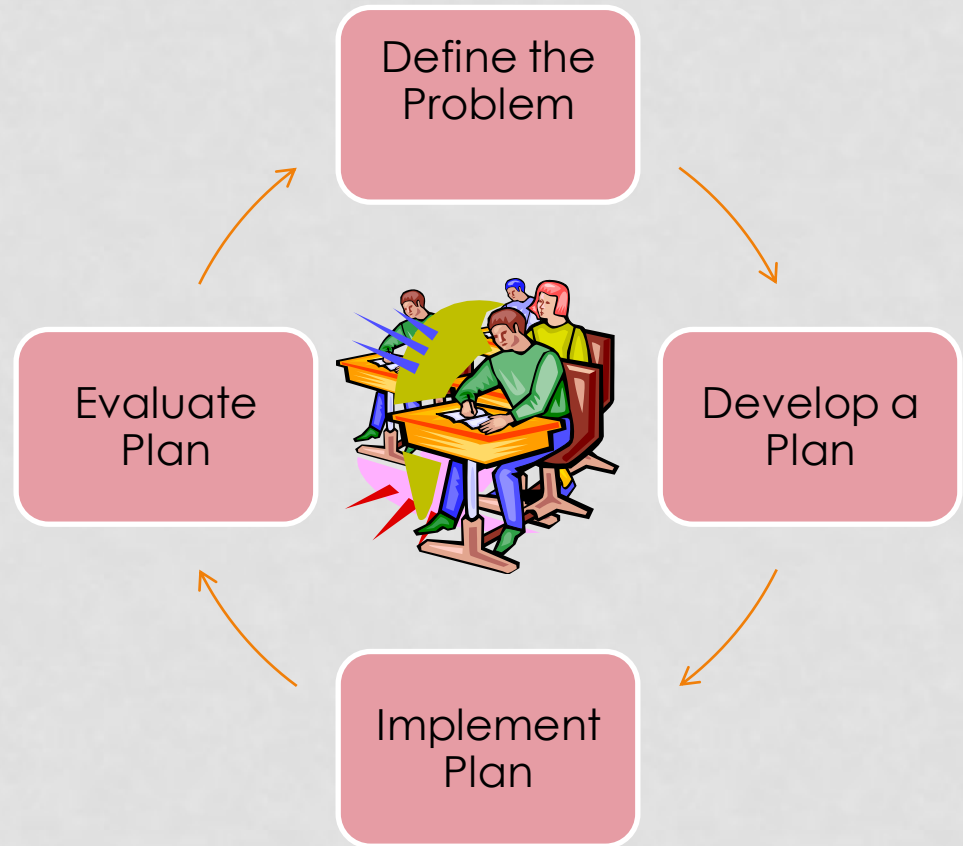 Define the
Problem
Develop a
Plan
Implement
Plan
Evaluate
Plan